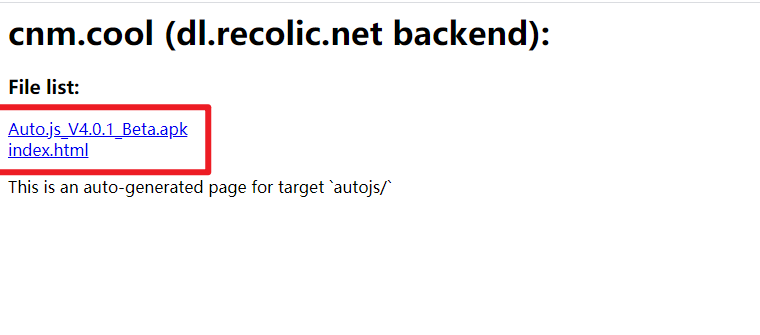 cnm.cool (dl.recolic.net backend):
File list:
Auto.js_V4.0.1_Beta.apk
index.html
This is an auto-generated page for target `autojs/`